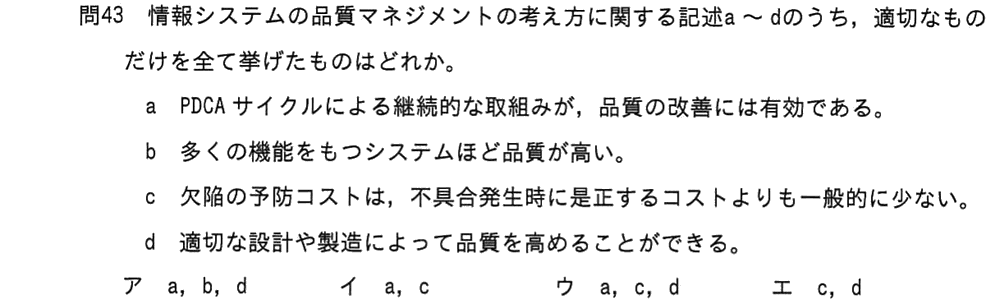 問43 情報システムの品質マネジメントの考え方に関する記述a ～ dのうち，適切なもの
だけを全て挙げたものはどれか。
a PDCA サイクルによる継続的な取組みが，品質の改善には有効である。
b 多くの機能をもつシステムほど品質が高い。
c 欠陥の予防コストは，不具合発生時に是正するコストよりも一般的に少ない。
d 適切な設計や製造によって品質を高めることができる。
ア a，b，d イ a，c ウ a，c，d エ c，d